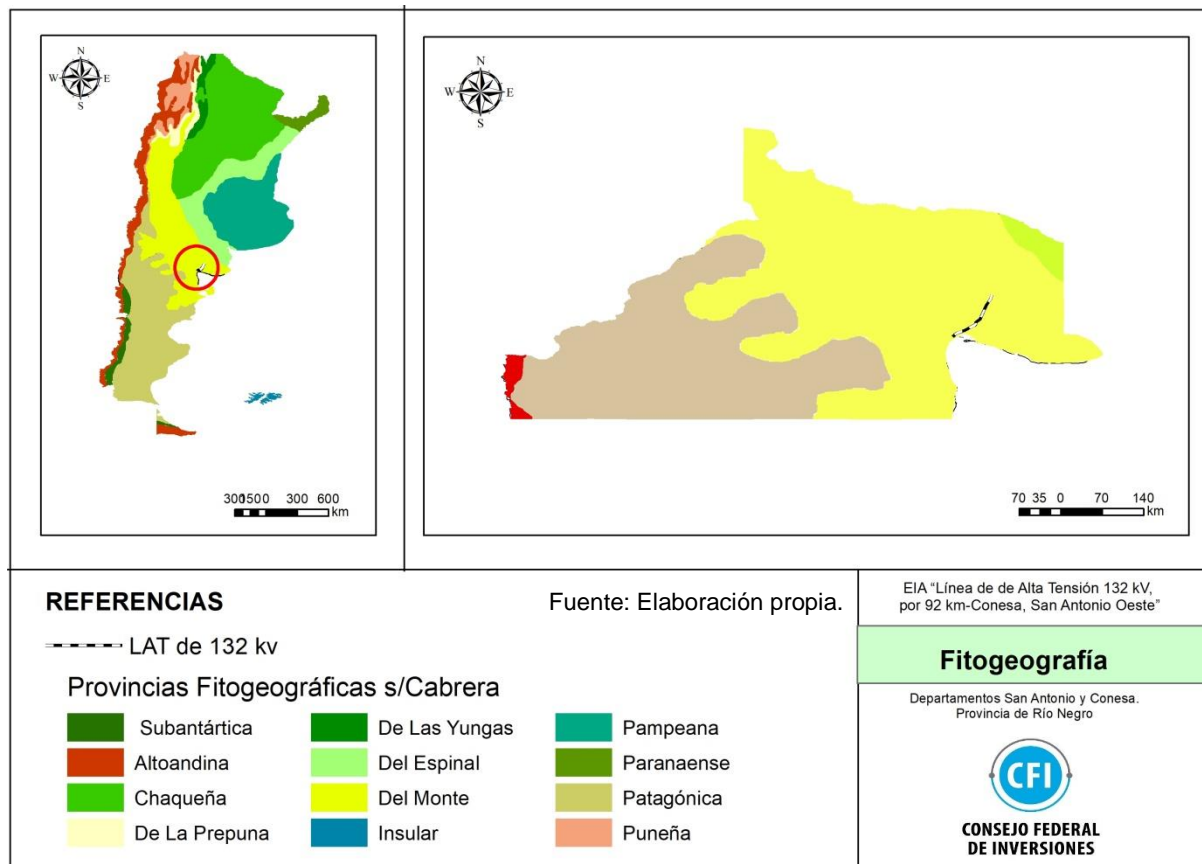 N
W E
S
300 150 0 300 600
km
N
W E
S
70 35 0 70 140
km
REFERENCIAS
Fuente: Elaboración propia.
LAT de 132 kv
Provincias Fitogeográficas s/Cabrera
Subantártica
Altoandina
Chaqueña
De La Prepuna
De Las Yungas
Del Espinal
Del Monte
Insular
Pampeana
Paranaense
Patagónica
Puneña
EIA “Línea de de Alta Tensión 132 kV,
por 92 km-Conesa, San Antonio Oeste”
Fitogeografía
Departamentos San Antonio y Conesa.
Provincia de Río Negro
CFI
CONSEJO FEDERAL
DE INVERSIONES